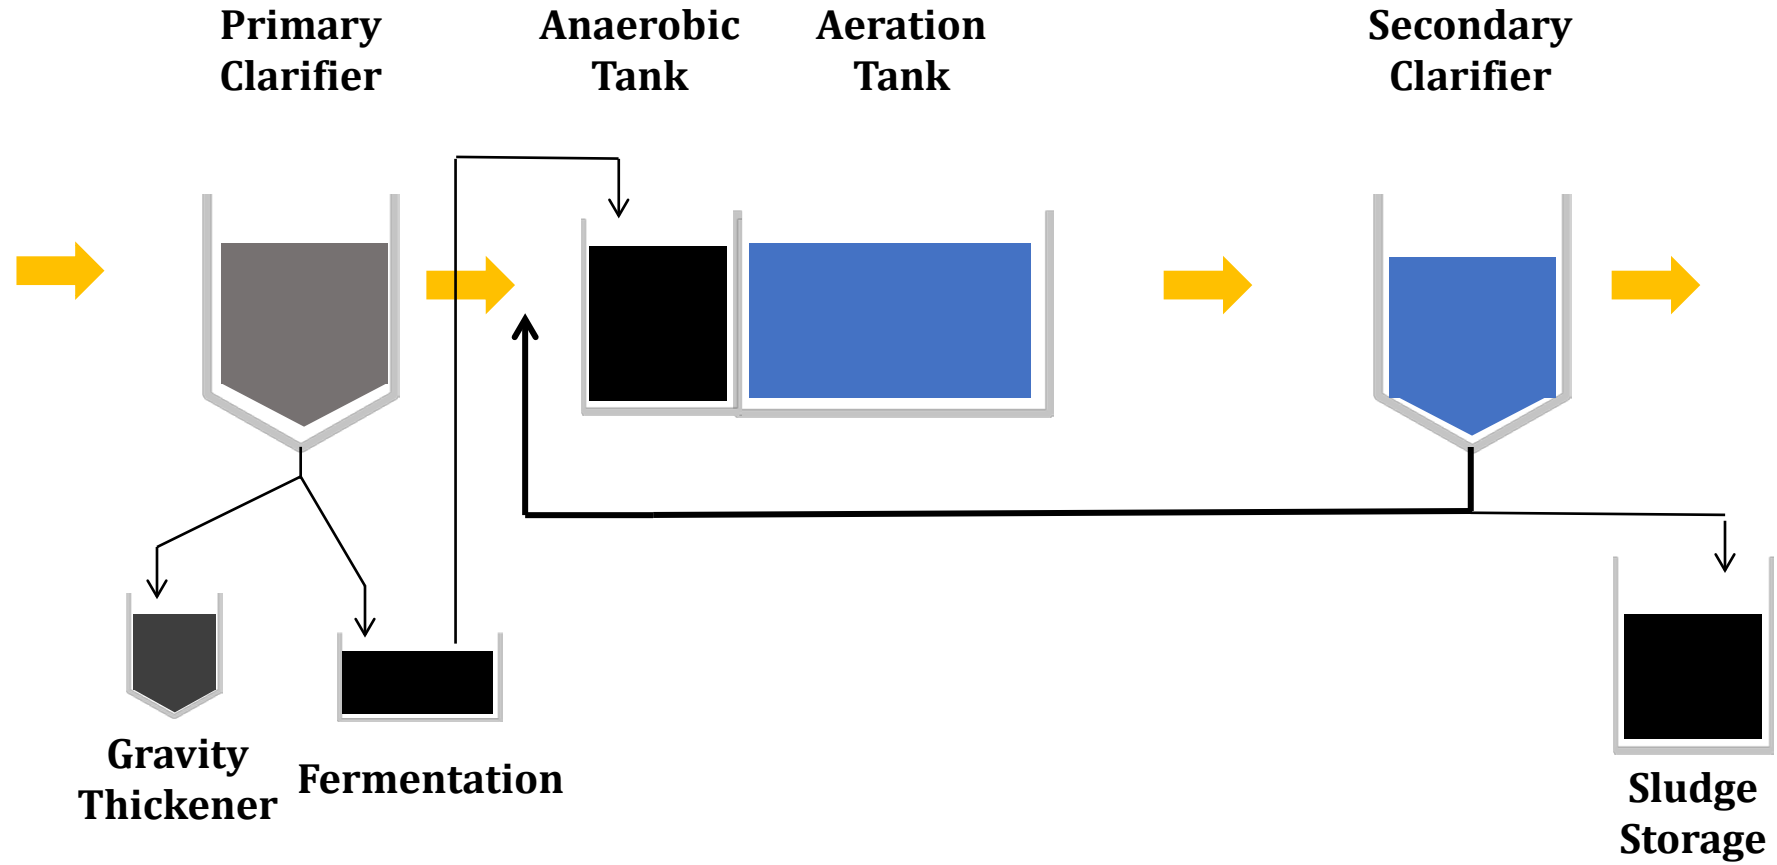 Primary
Clarifier
Anaerobic
Tank
Aeration
Tank
Secondary
Clarifier
Gravity
Thickener
Fermentation
Sludge
Storage